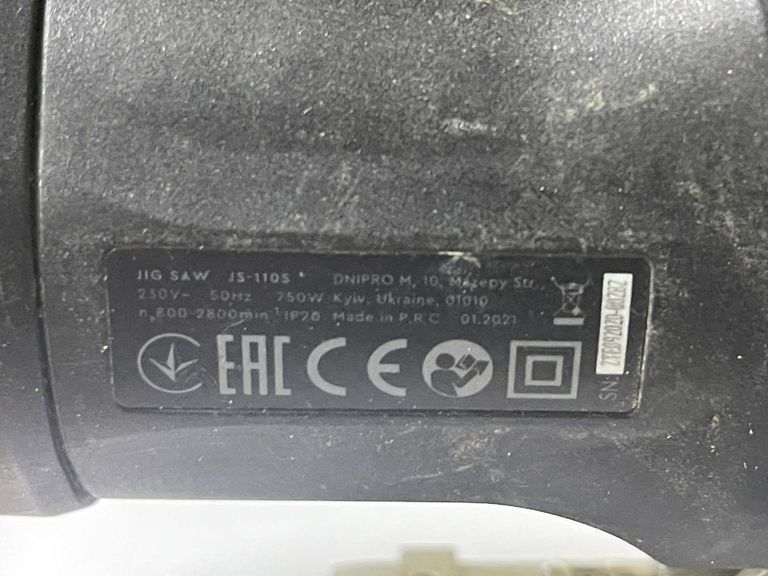 JIG SAW JS-110S DNIPRO M, 10, Mazepy Str.,
230V~ 50Hz 750W Kyiv, Ukraine, 01010
n₀800-2800min⁻¹ IP20 Made in P.R.C 01.2021
EAC CE
SN: